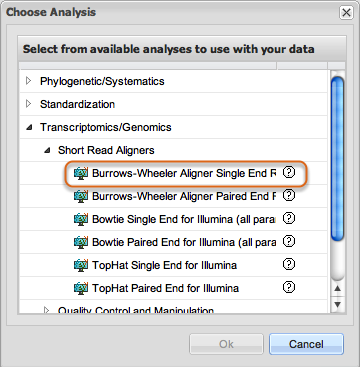 Choose Analysis
Select from available analyses to use with your data
Phylogenetic/Systematics
Standardization
Transcriptomics/Genomics
Short Read Aligners
Burrows-Wheeler Aligner Single End R
Burrows-Wheeler Aligner Paired End F
Bowtie Single End for Illumina (all para
Bowtie Paired End for Illumina (all para
TopHat Single End for Illumina
TopHat Paired End for Illumina
Quality Control and Manipulation
Ok Cancel